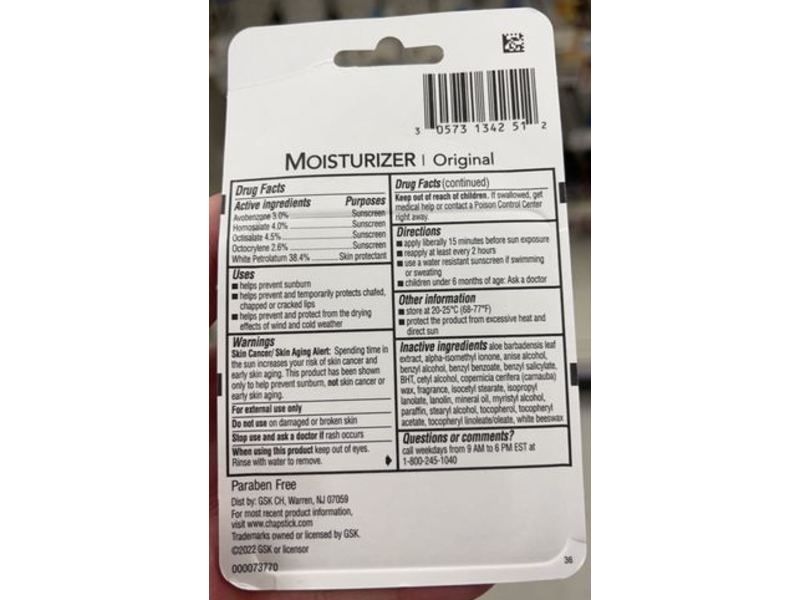 3 0573 1342 51 2
MOISTURIZER | Original
Drug Facts
Active ingredients Purposes
Avobenzone 3.0% Sunscreen
Homosalate 4.0% Sunscreen
Octisalate 4.5% Sunscreen
Octocrylene 2.6% Sunscreen
White Petrolatum 38.4% Skin protectant
Uses
■ helps prevent sunburn
■ helps prevent and temporarily protects chafed,
chapped or cracked lips
■ helps prevent and protect from the drying
effects of wind and cold weather
Warnings
Skin Cancer/ Skin Aging Alert: Spending time in
the sun increases your risk of skin cancer and
early skin aging. This product has been shown
only to help prevent sunburn, not skin cancer or
early skin aging.
For external use only
Do not use on damaged or broken skin
Stop use and ask a doctor if rash occurs
When using this product keep out of eyes.
Rinse with water to remove.
Drug Facts (continued)
Keep out of reach of children. If swallowed, get
medical help or contact a Poison Control Center
right away.
Directions
■ apply liberally 15 minutes before sun exposure
■ reapply at least every 2 hours
■ use a water resistant sunscreen if swimming
or sweating
■ children under 6 months of age: Ask a doctor
Other information
■ store at 20-25°C (68-77°F)
■ protect the product from excessive heat and
direct sun
Inactive ingredients aloe barbadensis leaf
extract, alpha-isomethyl ionone, anise alcohol,
benzyl alcohol, benzyl benzoate, benzyl salicylate,
BHT, cetyl alcohol, copernicia cerifera (carnauba)
wax, fragrance, isocetyl stearate, isopropyl
lanolate, lanolin, mineral oil, myristyl alcohol,
paraffin, stearyl alcohol, tocopherol, tocopheryl
acetate, tocopheryl linoleate/oleate, white beeswax
Questions or comments?
call weekdays from 9 AM to 6 PM EST at
1-800-245-1040
Paraben Free
Dist by: GSK CH, Warren, NJ 07059
For most recent product information,
visit www.chapstick.com
Trademarks owned or licensed by GSK.
©2022 GSK or licensor
000073770
36